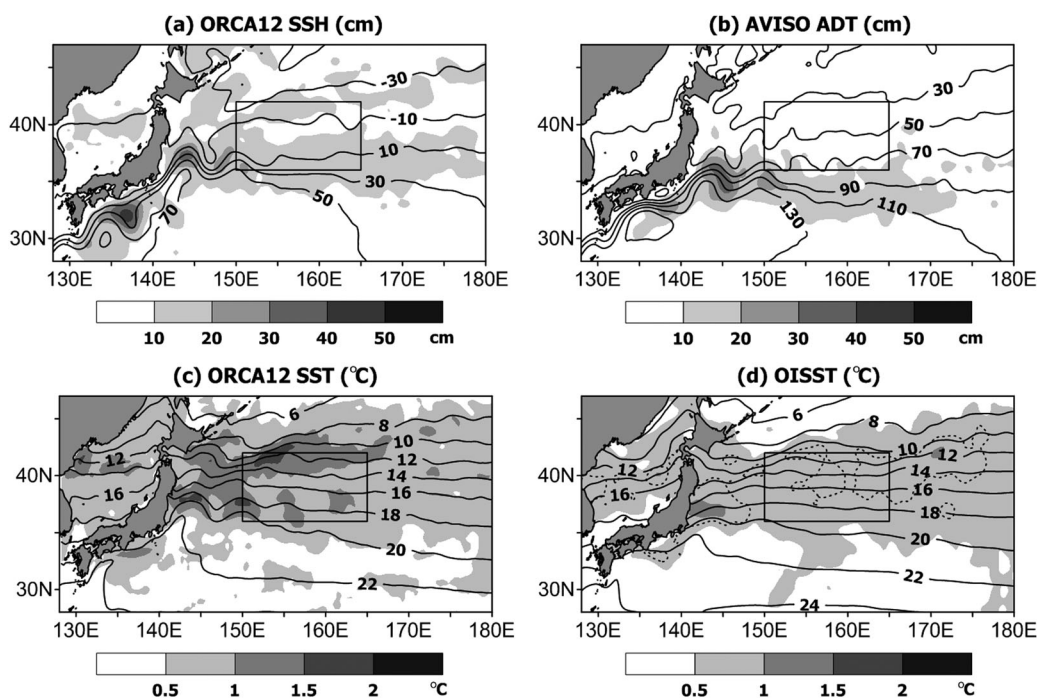 (a) ORCA12 SSH (cm)
-30
-10
10
30
50
70
40N
30N
130E 140E 150E 160E 170E 180E
10 20 30 40 50 cm
(b) AVISO ADT (cm)
30
50
70
90
110
130
40N
30N
130E 140E 150E 160E 170E 180E
10 20 30 40 50 cm
(c) ORCA12 SST (℃)
6
8
10
12
12
14
16
16
18
20
22
40N
30N
130E 140E 150E 160E 170E 180E
0.5 1 1.5 2 ℃
(d) OISST (℃)
6
8
10
12
12
14
16
16
18
20
22
24
40N
30N
130E 140E 150E 160E 170E 180E
0.5 1 1.5 2 ℃